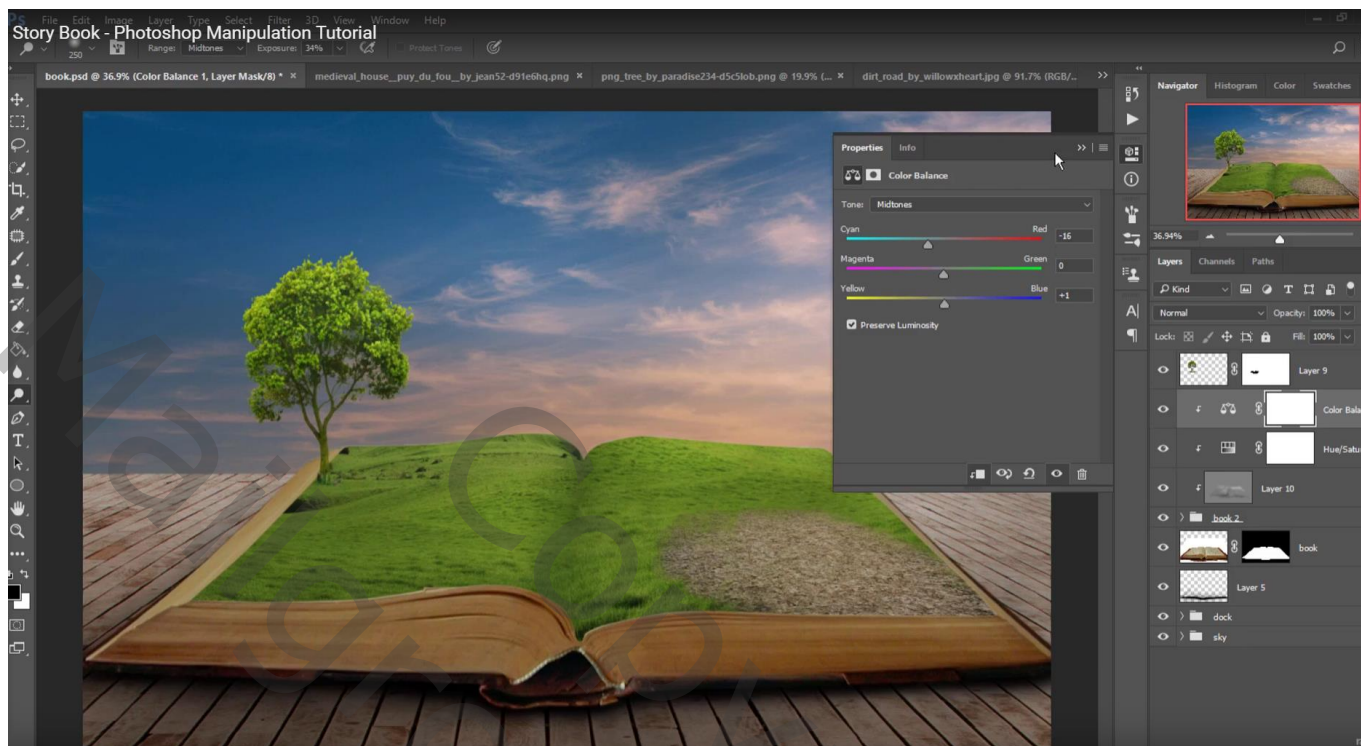 PS File Edit Image Layer Type Select Filter 3D View Window Help
Story Book - Photoshop Manipulation Tutorial
250 Range: Midtones Exposure: 34% Protect Tones
book.psd @ 36.9% (Color Balance 1, Layer Mask/8) * × medieval_house__puy_du_fou__by_jean52-d91e6hq.png × png_tree_by_paradise234-d5c5lob.png @ 19.9% (... × dirt_road_by_willowxheart.jpg @ 91.7% (RGB/..
Navigator Histogram Color Swatches
Properties Info
Color Balance
Tone: Midtones
Cyan Red -16
Magenta Green 0
Yellow Blue +1
Preserve Luminosity
36.94%
Layers Channels Paths
Kind
Normal Opacity: 100%
Lock: Fill: 100%
Layer 9
Color Bala
Hue/Satu
Layer 10
book 2
book
Layer 5
dock
sky